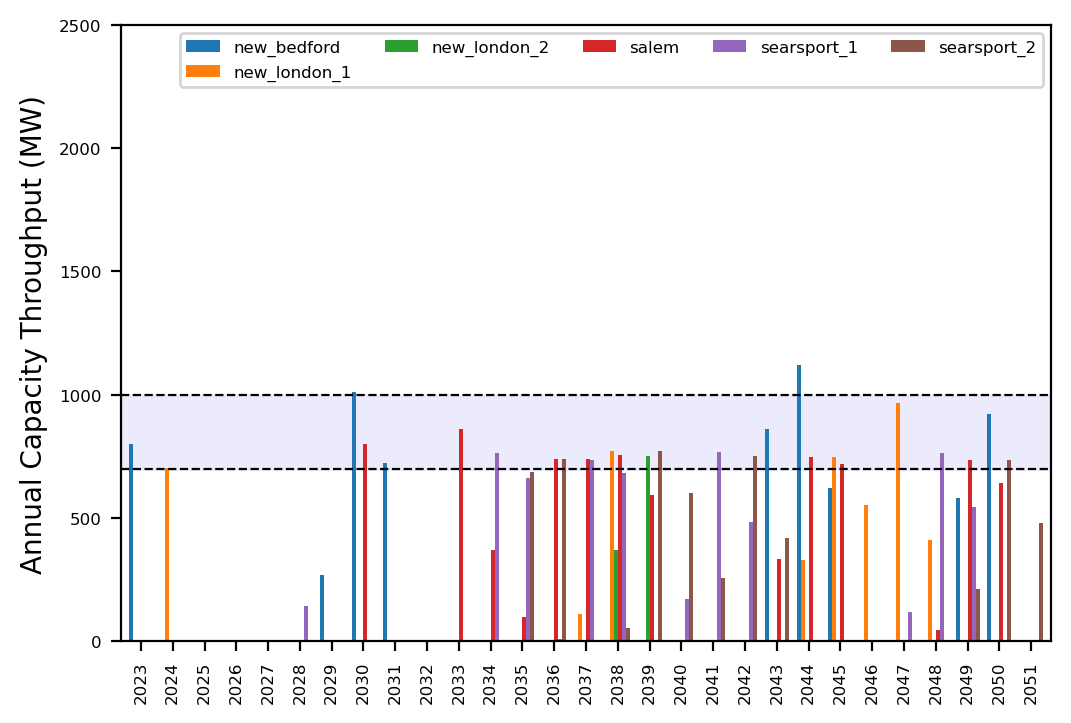 2500
new_bedford new_london_2 salem searsport_1 searsport_2
new_london_1
2000
1500
1000
500
0
Annual Capacity Throughput (MW)
2023 2024 2025 2026 2027 2028 2029 2030 2031 2032 2033 2034 2035 2036 2037 2038 2039 2040 2041 2042 2043 2044 2045 2046 2047 2048 2049 2050 2051